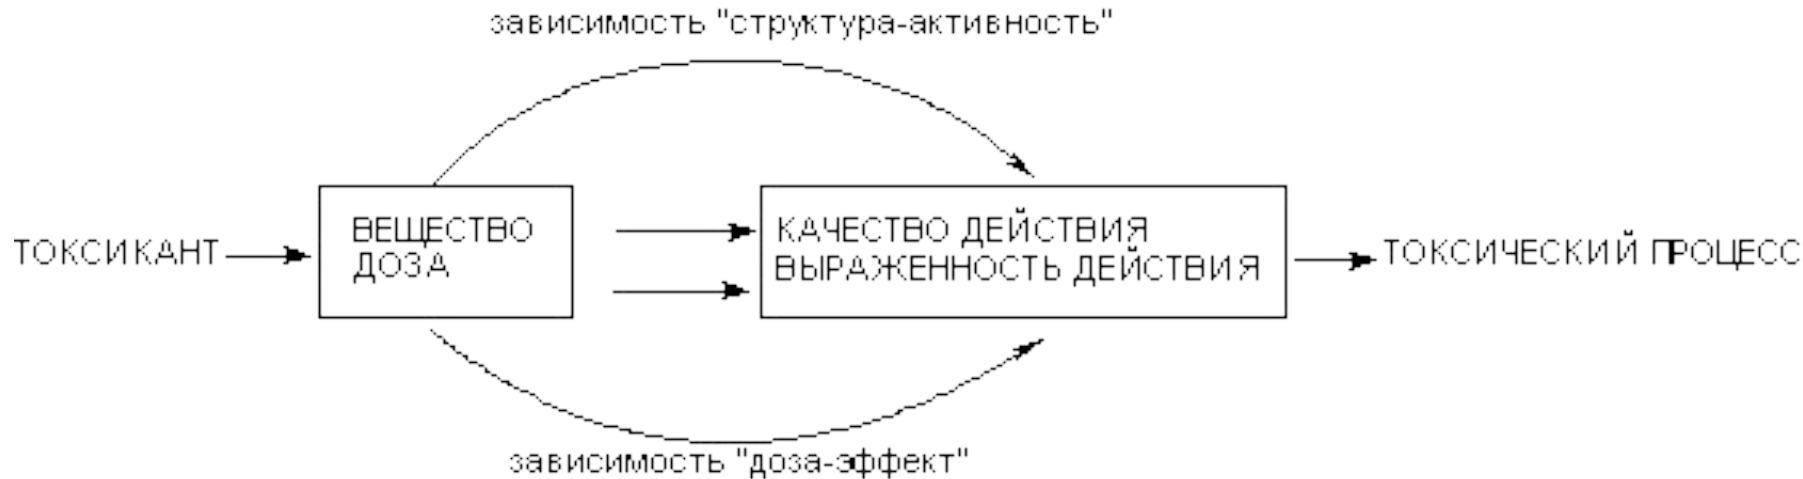 зависимость "структура-активность"
ТОКСИКАНТ
ВЕЩЕСТВО
ДОЗА
КАЧЕСТВО ДЕЙСТВИЯ
ВЫРАЖЕННОСТЬ ДЕЙСТВИЯ
ТОКСИЧЕСКИЙ ПРОЦЕСС
зависимость "доза-эффект"